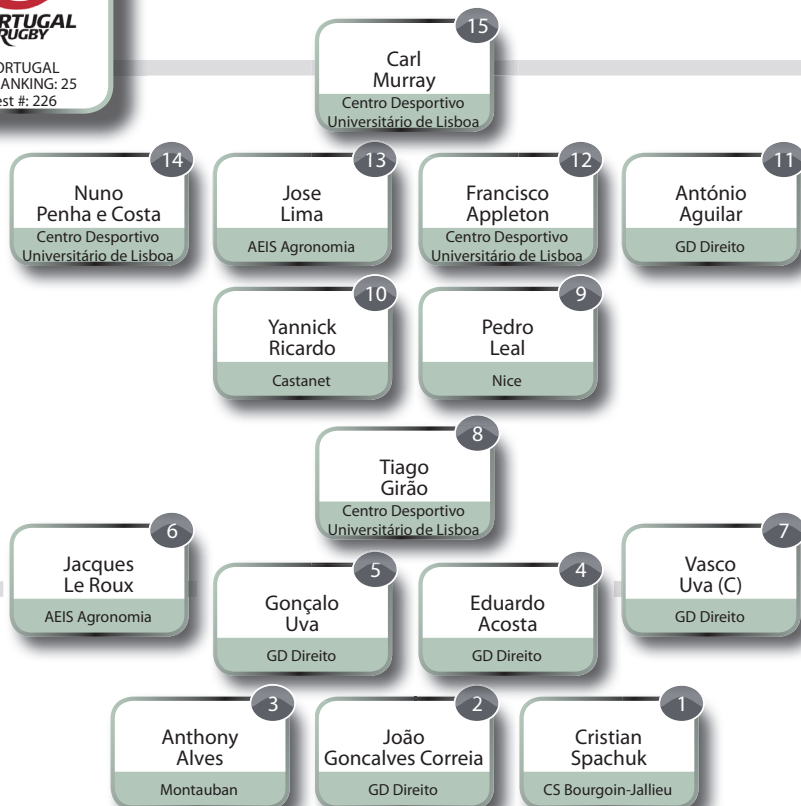 RTUGAL
RUGBY
ORTUGAL
ANKING: 25
est #: 226
15
Carl
Murray
Centro Desportivo
Universitário de Lisboa
14
Nuno
Penha e Costa
Centro Desportivo
Universitário de Lisboa
13
Jose
Lima
AEIS Agronomia
12
Francisco
Appleton
Centro Desportivo
Universitário de Lisboa
11
António
Aguilar
GD Direito
10
Yannick
Ricardo
Castanet
9
Pedro
Leal
Nice
8
Tiago
Girão
Centro Desportivo
Universitário de Lisboa
6
Jacques
Le Roux
AEIS Agronomia
5
Gonçalo
Uva
GD Direito
4
Eduardo
Acosta
GD Direito
7
Vasco
Uva (C)
GD Direito
3
Anthony
Alves
Montauban
2
João
Goncalves Correia
GD Direito
1
Cristian
Spachuk
CS Bourgoin-Jallieu